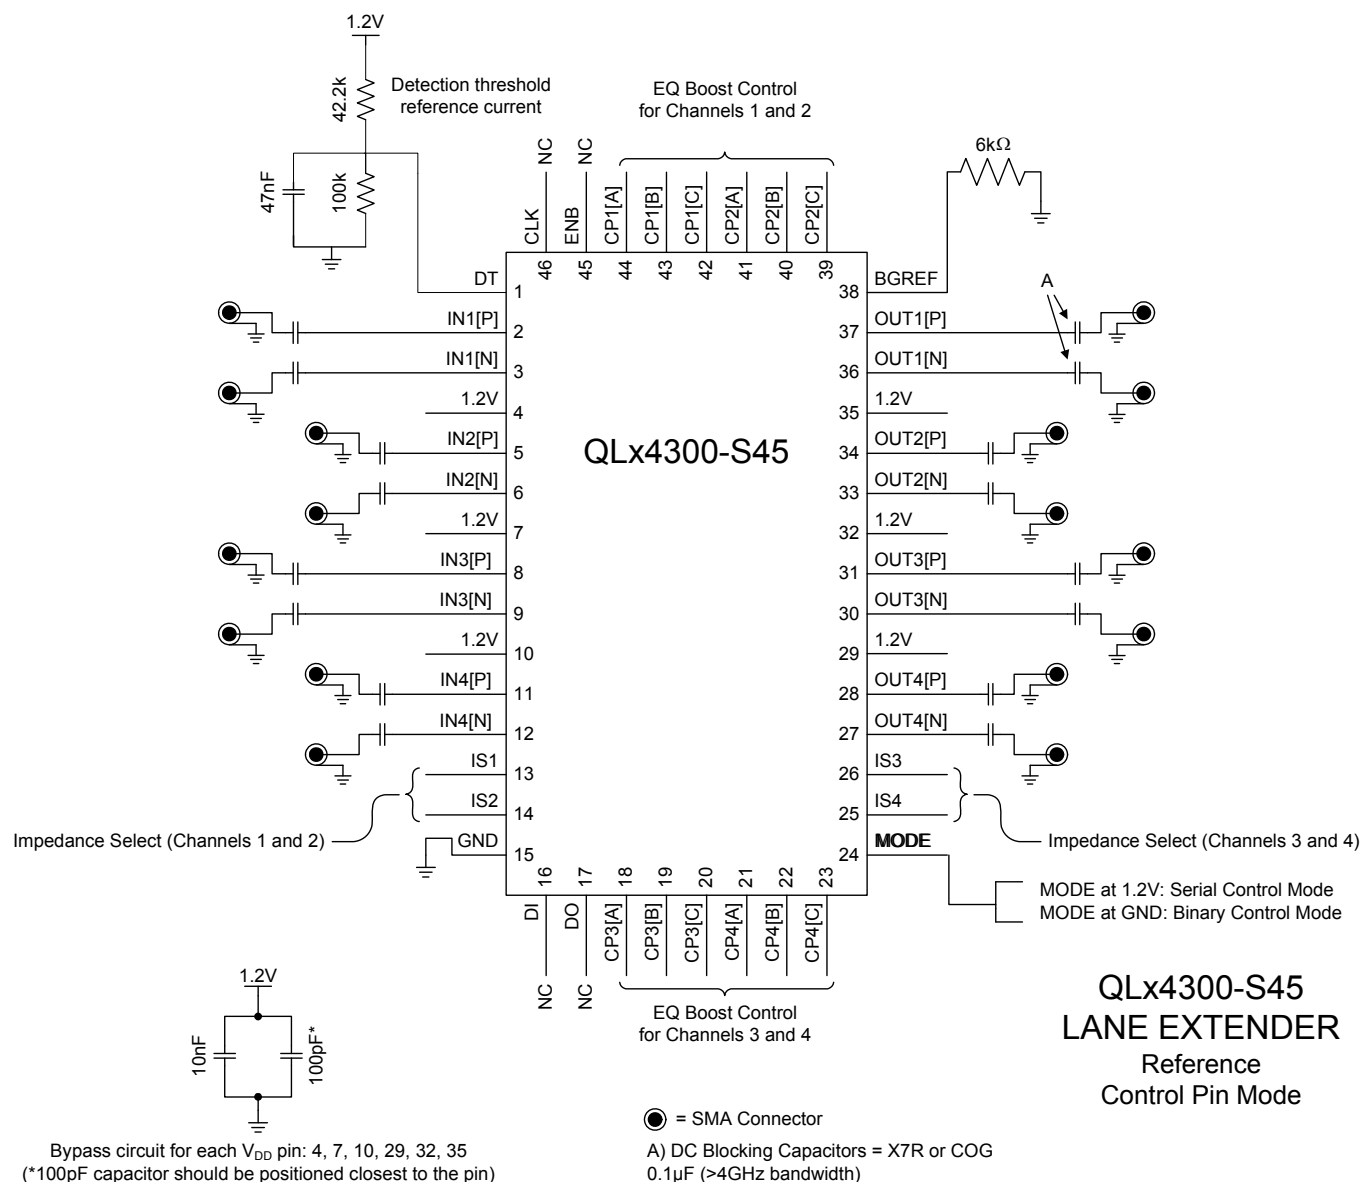 1.2V
42.2k
Detection threshold
reference current
47nF
100k
EQ Boost Control
for Channels 1 and 2
NC
NC
CLK
ENB
CP1[A]
CP1[B]
CP1[C]
CP2[A]
CP2[B]
CP2[C]
46
45
44
43
42
41
40
39
6kΩ
A
DT
1
IN1[P]
2
IN1[N]
3
1.2V
4
IN2[P]
5
IN2[N]
6
1.2V
7
IN3[P]
8
IN3[N]
9
1.2V
10
IN4[P]
11
IN4[N]
12
IS1
13
IS2
14
GND
15
Impedance Select (Channels 1 and 2)
QLx4300-S45
38
BGREF
37
OUT1[P]
36
OUT1[N]
35
1.2V
34
OUT2[P]
33
OUT2[N]
32
1.2V
31
OUT3[P]
30
OUT3[N]
29
1.2V
28
OUT4[P]
27
OUT4[N]
26
IS3
25
IS4
24
MODE
Impedance Select (Channels 3 and 4)
MODE at 1.2V: Serial Control Mode
MODE at GND: Binary Control Mode
16
17
18
19
20
21
22
23
DI
DO
CP3[A]
CP3[B]
CP3[C]
CP4[A]
CP4[B]
CP4[C]
NC
NC
EQ Boost Control
for Channels 3 and 4
1.2V
10nF
100pF*
Bypass circuit for each VDD pin: 4, 7, 10, 29, 32, 35
(*100pF capacitor should be positioned closest to the pin)
= SMA Connector
A) DC Blocking Capacitors = X7R or COG
0.1µF (>4GHz bandwidth)
QLx4300-S45
LANE EXTENDER
Reference
Control Pin Mode